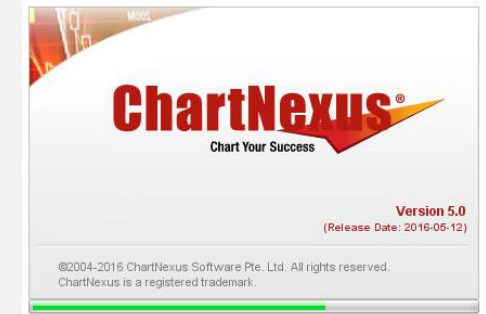 ChartNexus®
Chart Your Success
Version 5.0
(Release Date: 2016-05-12)
©2004-2016 ChartNexus Software Pte. Ltd. All rights reserved.
ChartNexus is a registered trademark.